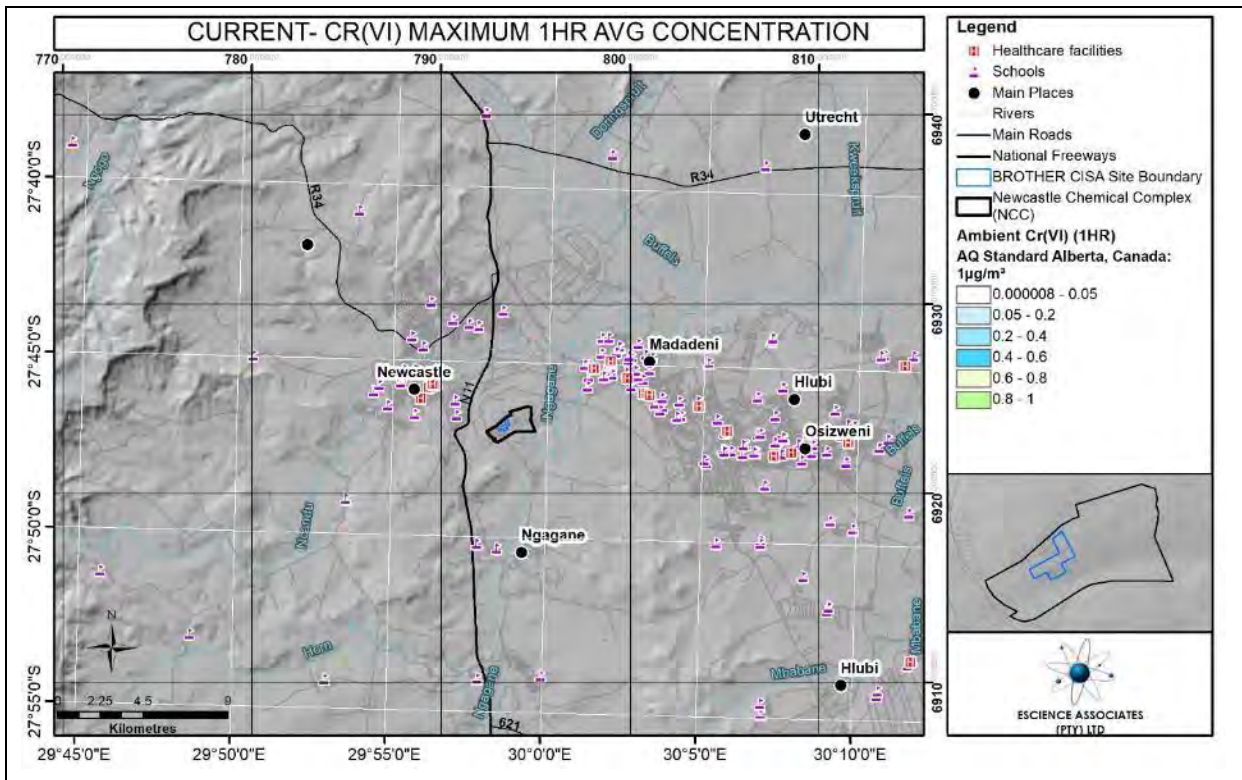 CURRENT- CR(VI) MAXIMUM 1HR AVG CONCENTRATION
770 780 790 800 810
Utrecht
6940
27°40'0"S
R34
R34
Doringspruit
Buffels
Ngogo
6930
27°45'0"S
Madadeni
Newcastle
N11
Ngagane
Hlubi
Osizweni
Buffels
Buffels
6920
27°50'0"S
Ngagane
Horn
Ngagane
Mbabane
Mbabane
Hlubi
6910
27°55'0"S
621
N
0 2.25 4.5 9
Kilometres
29°45'0"E 29°50'0"E 29°55'0"E 30°0'0"E 30°5'0"E 30°10'0"E
Legend
Healthcare facilities
Schools
Main Places
Rivers
Main Roads
National Freeways
BROTHER CISA Site Boundary
Newcastle Chemical Complex
(NCC)
Ambient Cr(VI) (1HR)
AQ Standard Alberta, Canada:
1µg/m³
0.000008 - 0.05
0.05 - 0.2
0.2 - 0.4
0.4 - 0.6
0.6 - 0.8
0.8 - 1
ESCIENCE ASSOCIATES
(PTY) LTD